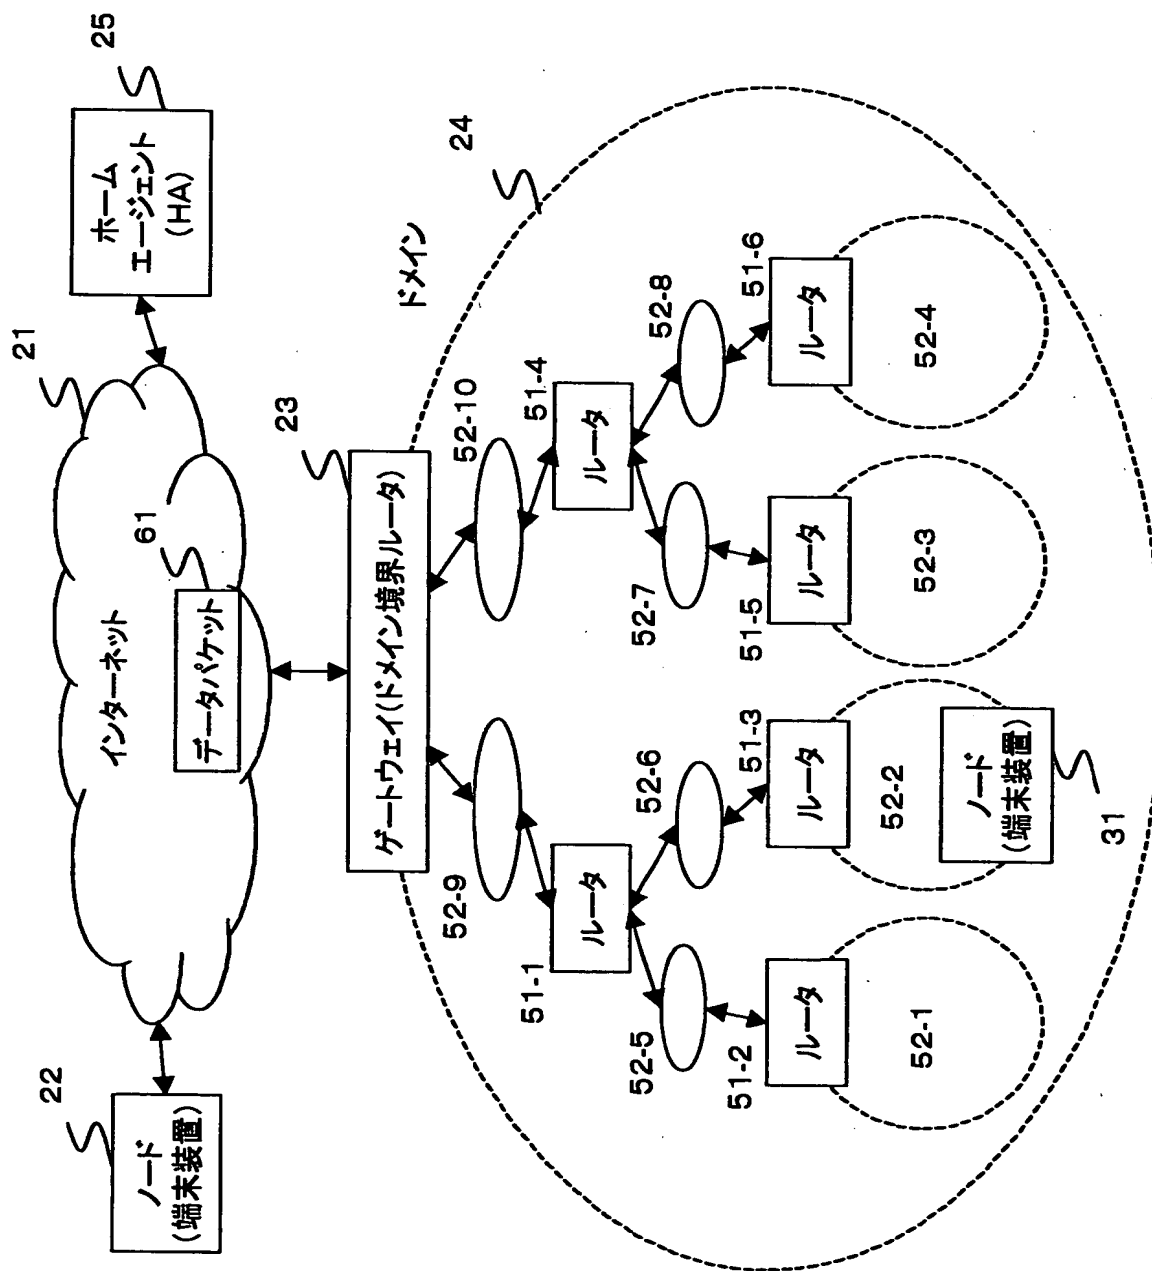 22
ノード
(端末装置)
21
インターネット
61
データパケット
25
ホーム
エージェント
(HA)
23
ゲートウェイ(ドメイン境界ルータ)
ドメイン
24
52-9
52-10
51-1
ルータ
51-4
ルータ
52-5
52-6
52-7
52-8
51-2
ルータ
51-3
ルータ
51-5
ルータ
51-6
ルータ
52-1
52-2
52-3
52-4
ノード
(端末装置)
31